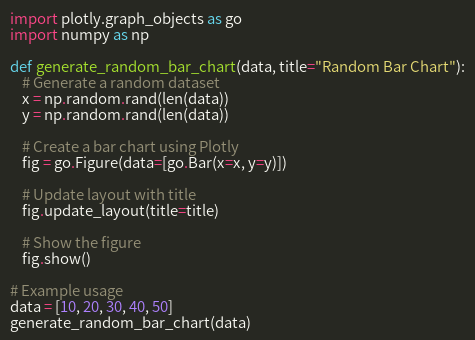 import plotly.graph_objects as go
import numpy as np

def generate_random_bar_chart(data, title="Random Bar Chart"):
    # Generate a random dataset
    x = np.random.rand(len(data))
    y = np.random.rand(len(data))

    # Create a bar chart using Plotly
    fig = go.Figure(data=[go.Bar(x=x, y=y)])

    # Update layout with title
    fig.update_layout(title=title)

    # Show the figure
    fig.show()

# Example usage
data = [10, 20, 30, 40, 50]
generate_random_bar_chart(data)